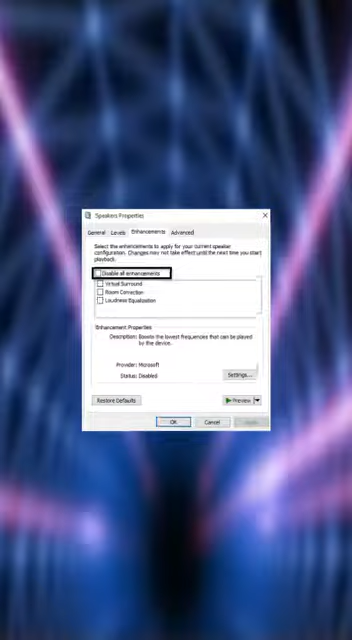 Speakers Properties
General Levels Enhancements Advanced
Select the enhancements to apply for your current speaker
configuration. Changes may not take effect until the next time you start
playback.
Disable all enhancements
Virtual Surround
Room Correction
Loudness Equalization
Enhancement Properties
Description: Boosts the lowest frequencies that can be played
by the device.
Provider: Microsoft
Status: Disabled
Settings...
Restore Defaults
Preview
OK Cancel Apply